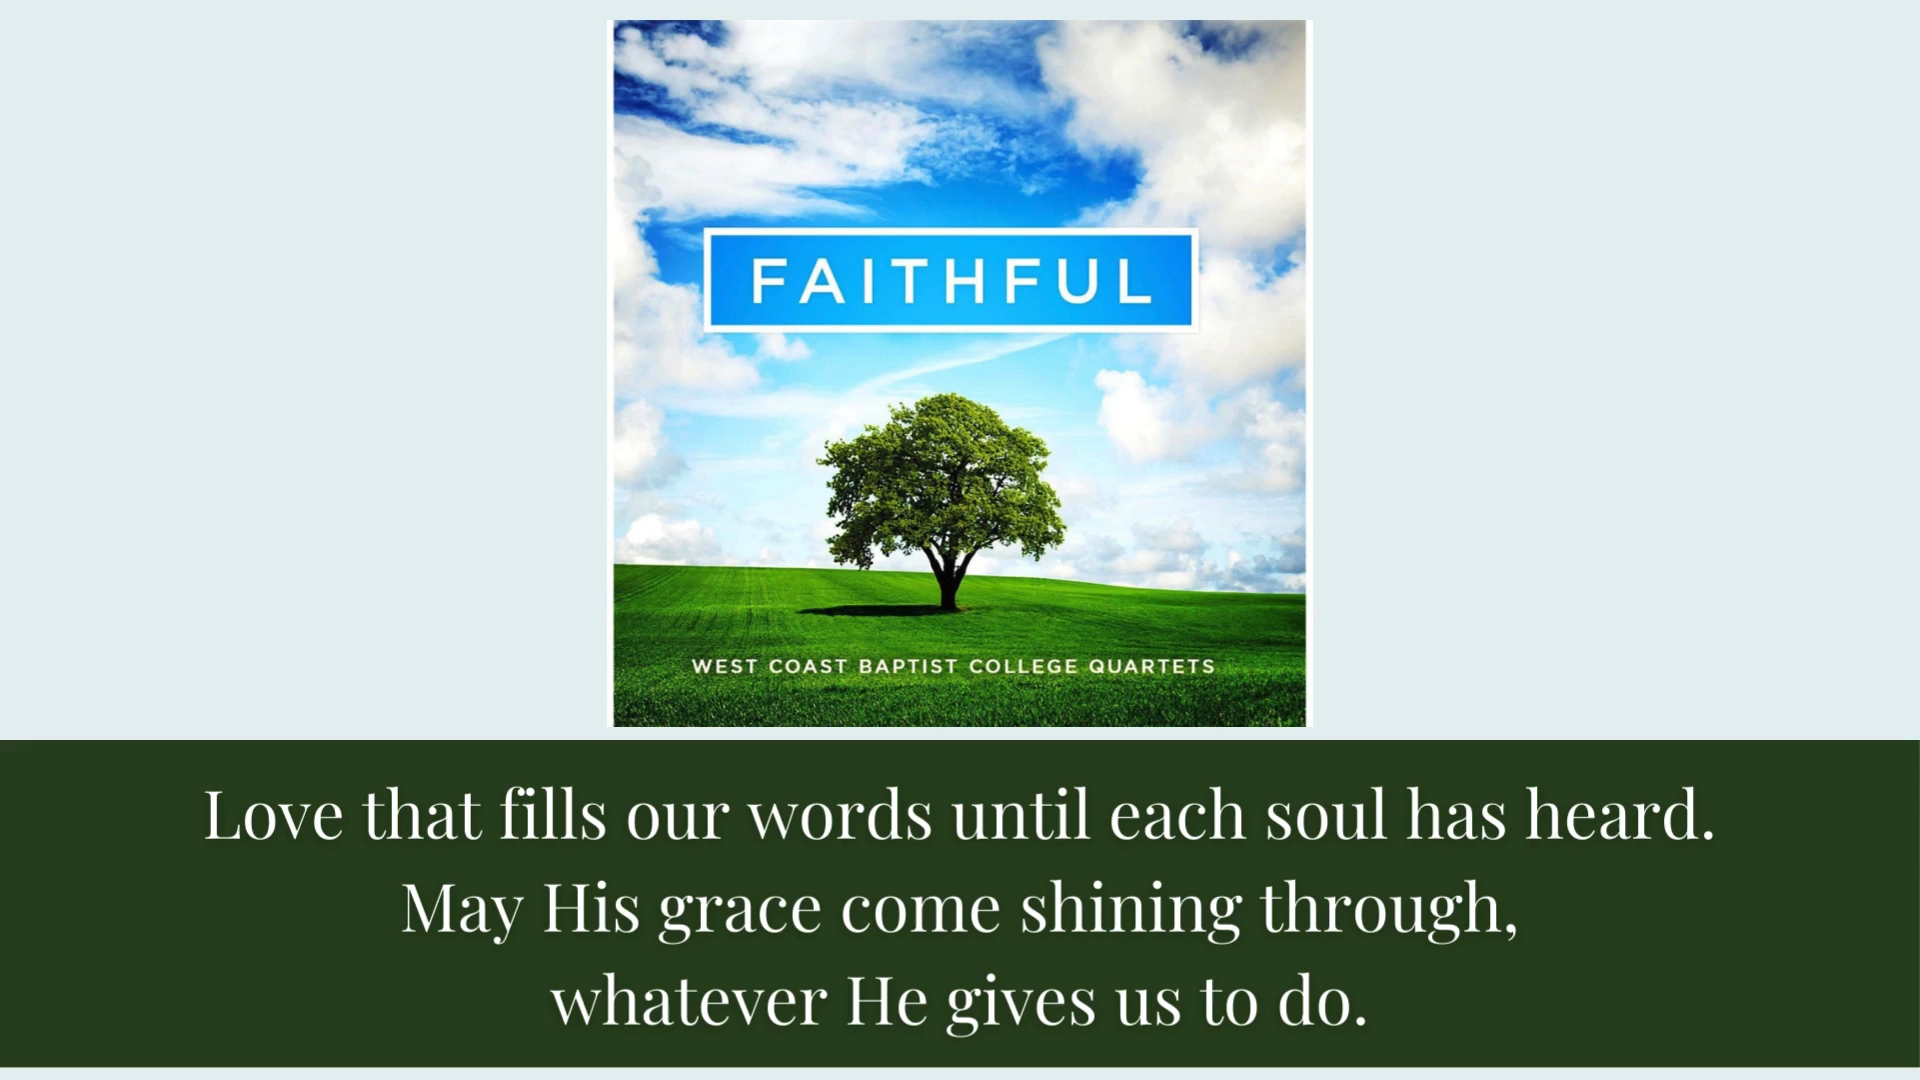 FAITHFUL
WEST COAST BAPTIST COLLEGE QUARTETS
Love that fills our words until each soul has heard.
May His grace come shining through,
whatever He gives us to do.